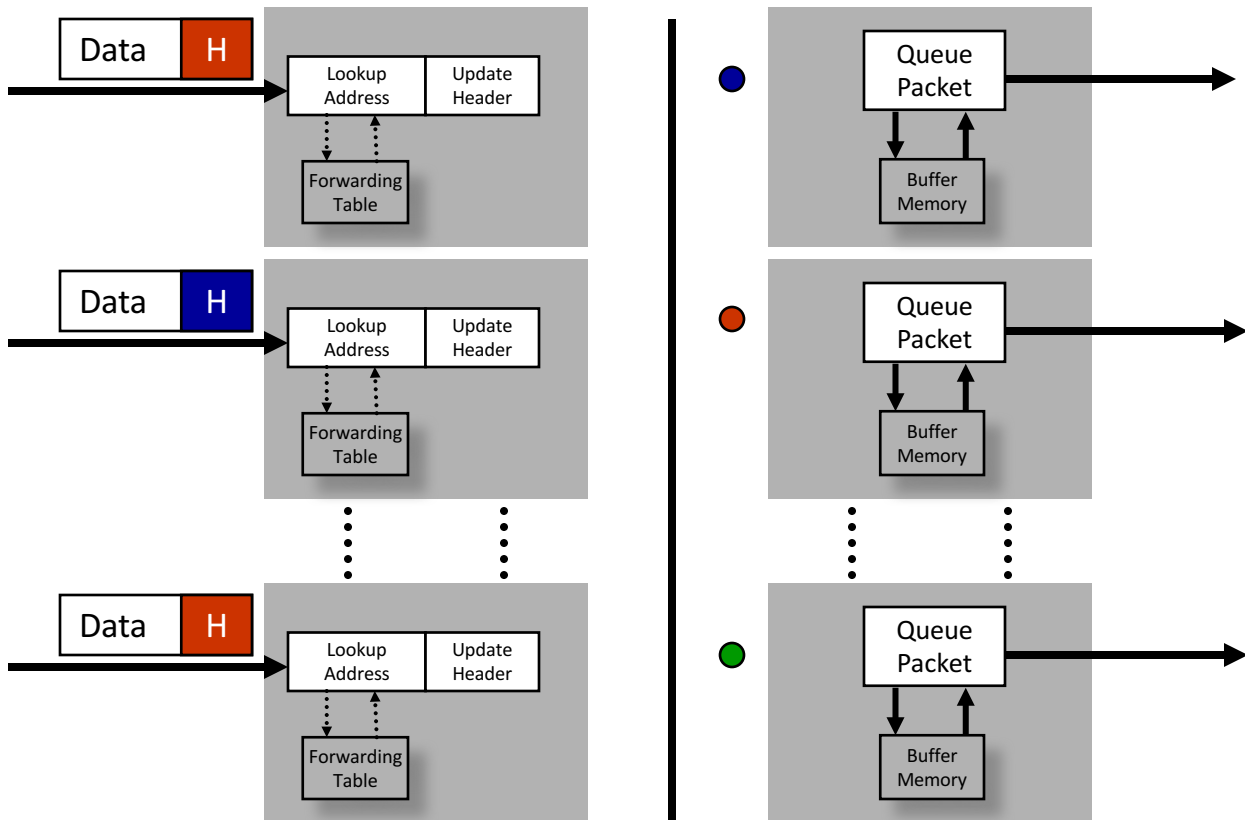 Data H
Lookup Address
Update Header
Forwarding Table
Queue Packet
Buffer Memory
Data H
Lookup Address
Update Header
Forwarding Table
Queue Packet
Buffer Memory
Data H
Lookup Address
Update Header
Forwarding Table
Queue Packet
Buffer Memory